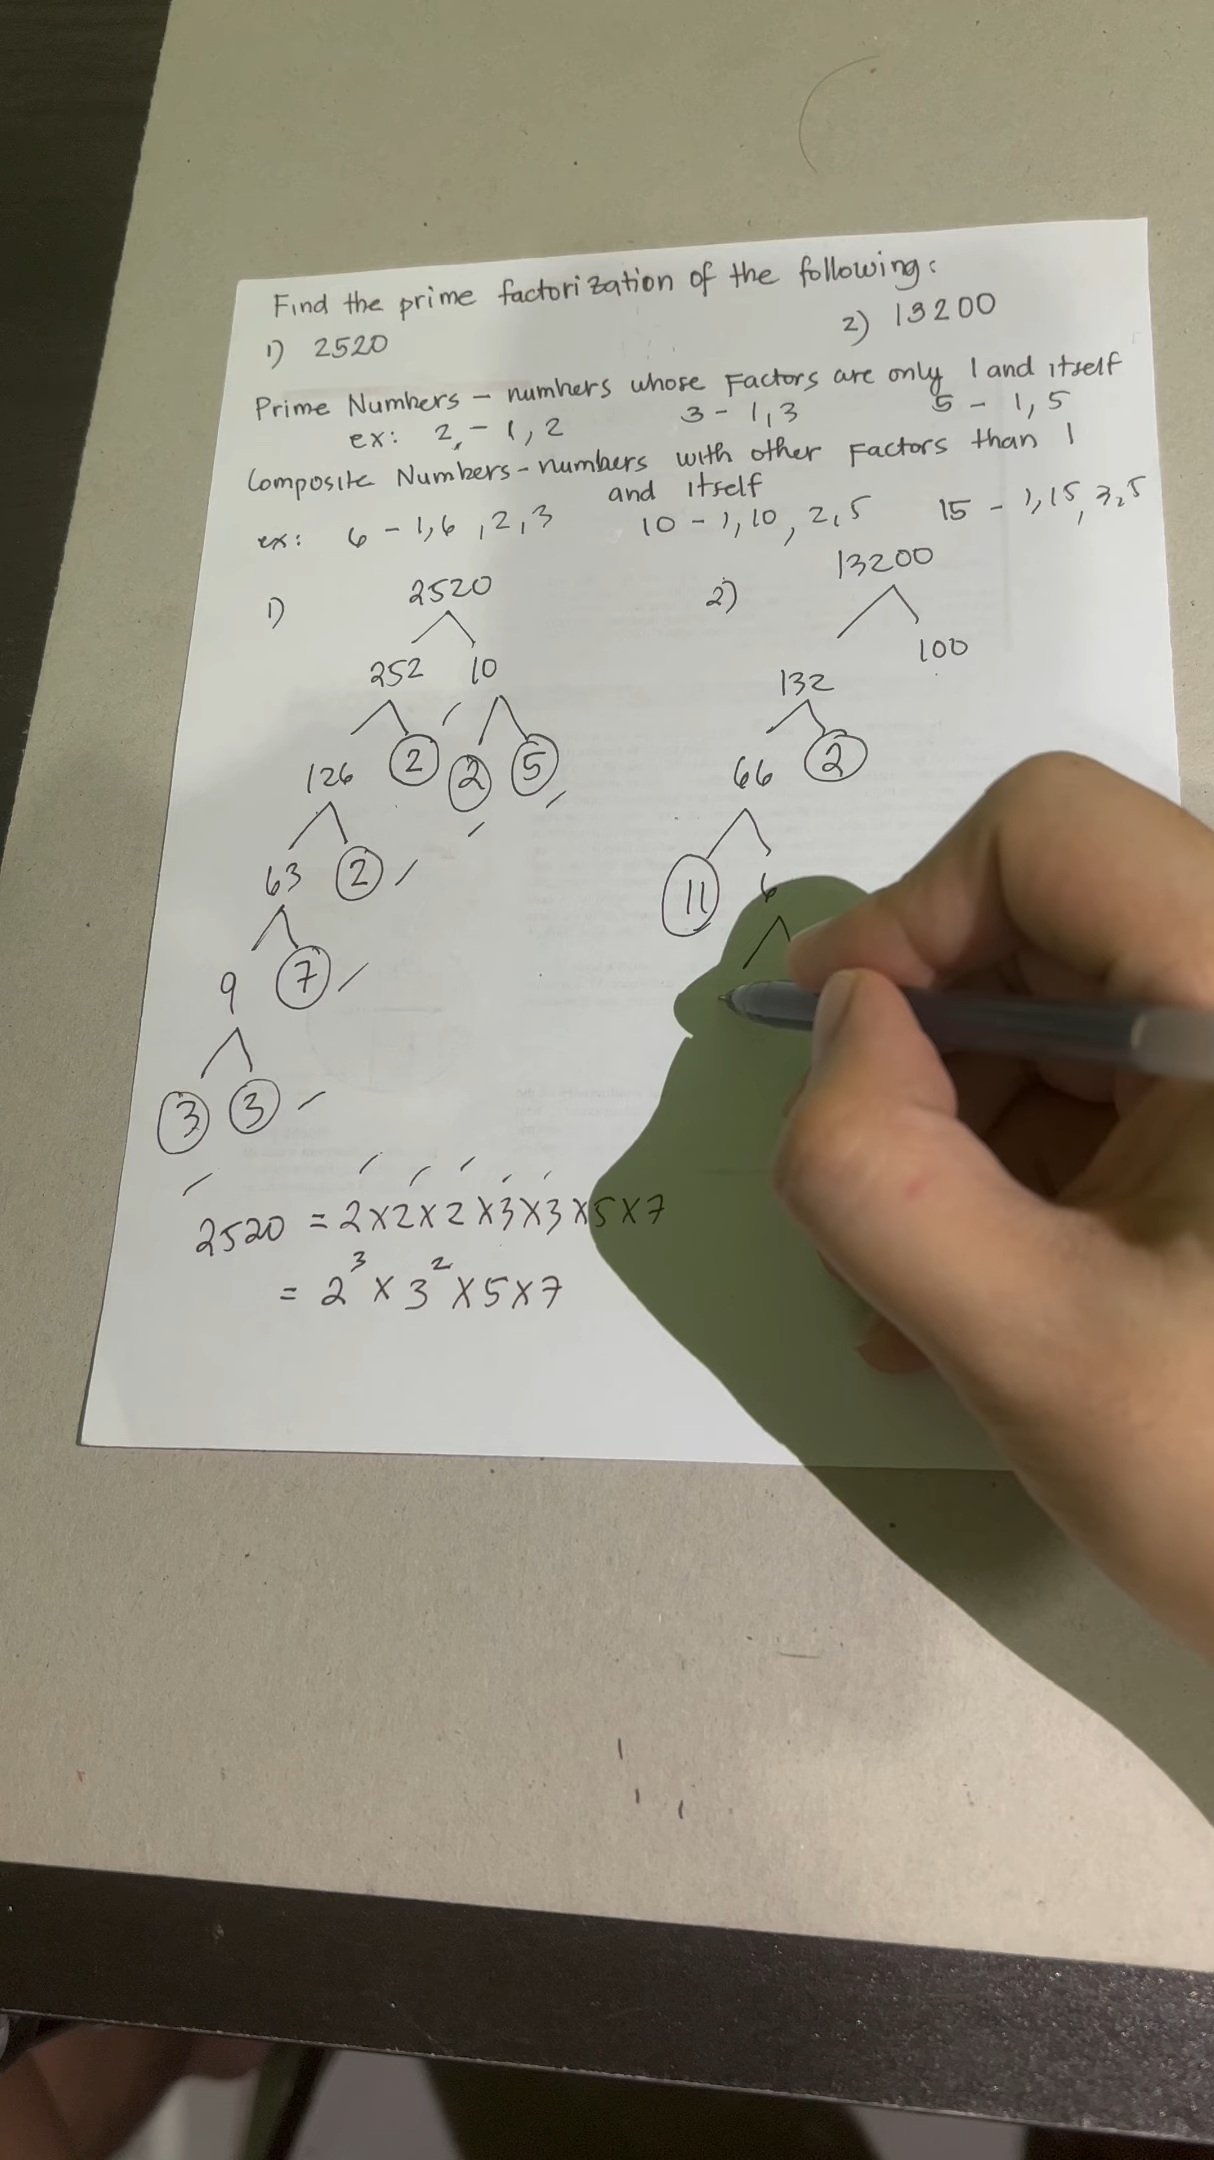 Find the prime factorization of the following:
1) 2520 2) 13200
Prime Numbers - numbers whose Factors are only 1 and itself
ex: 2 - 1, 2 3 - 1, 3 5 - 1, 5
Composite Numbers - numbers with other Factors than 1
and itself
ex: 6 - 1, 6, 2, 3 10 - 1, 10, 2, 5 15 - 1, 15, 3, 5
1) 2520
252 10
126 2 2 5
63 2
9 7
3 3
2520 = 2 x 2 x 2 x 3 x 3 x 5 x 7
= 2³ x 3² x 5 x 7
2) 13200
132 100
66 2
11 6